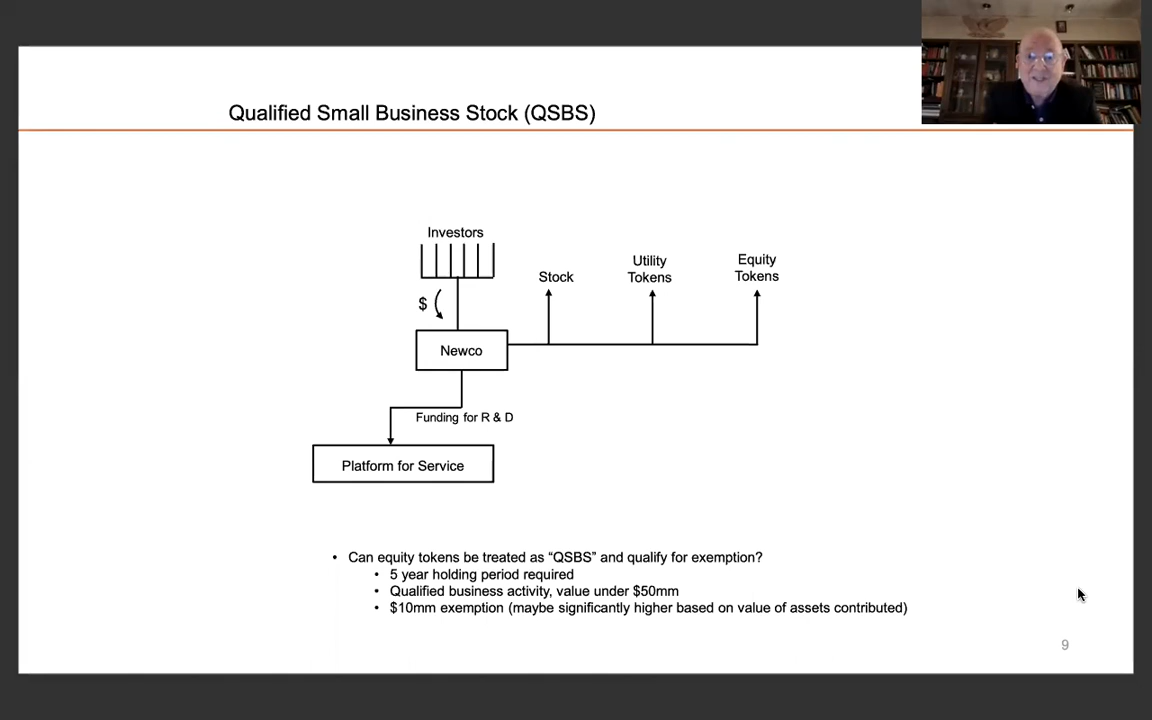 Qualified Small Business Stock (QSBS)
Investors
$
Newco
Stock
Utility
Tokens
Equity
Tokens
Funding for R & D
Platform for Service
• Can equity tokens be treated as “QSBS” and qualify for exemption?
• 5 year holding period required
• Qualified business activity, value under $50mm
• $10mm exemption (maybe significantly higher based on value of assets contributed)
9